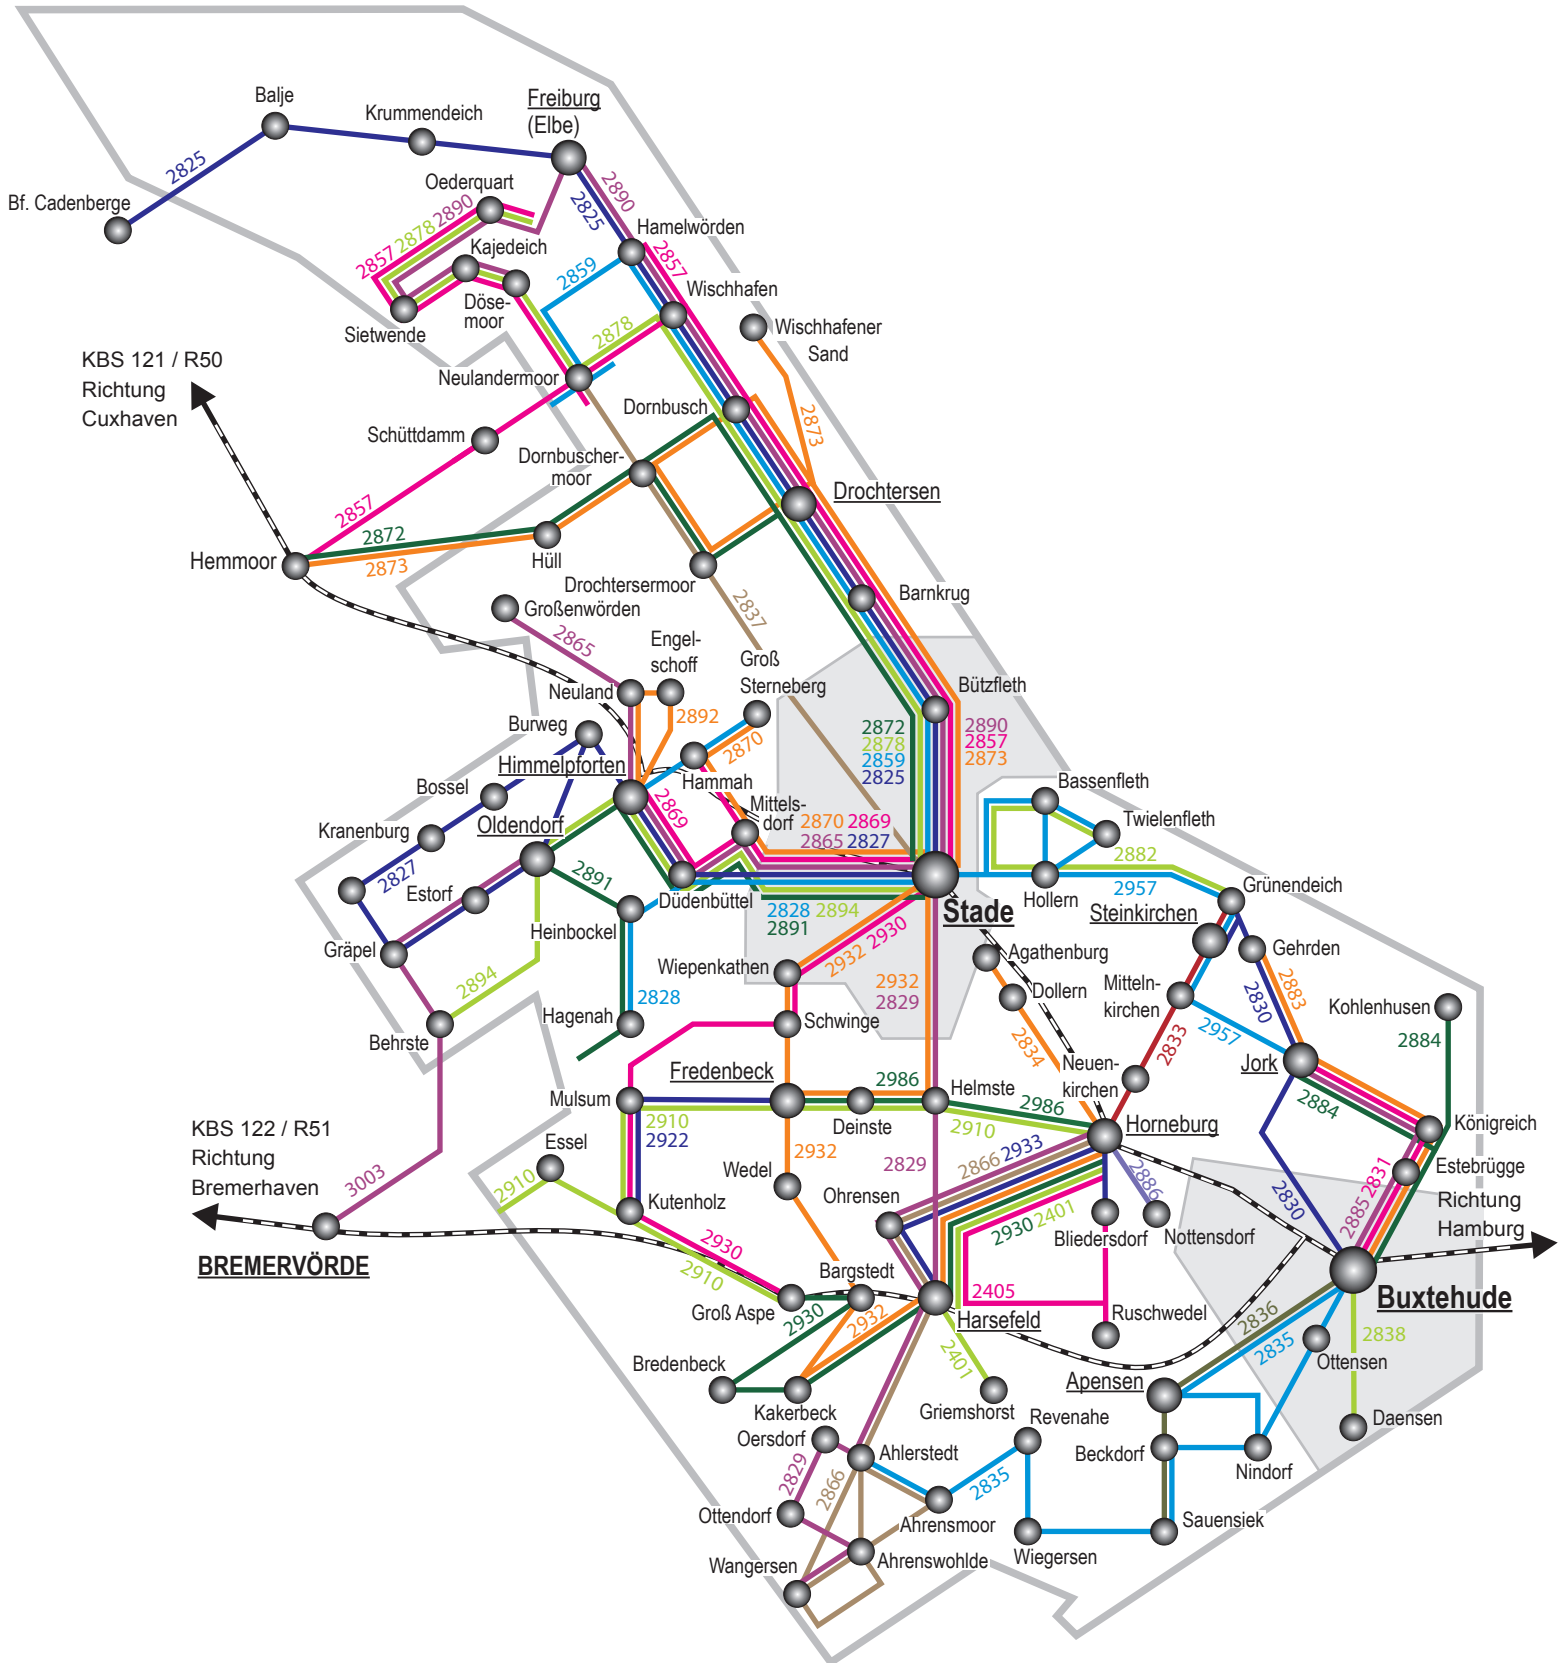 Balje
Krummendeich
Freiburg
(Elbe)
2825
Bf. Cadenberge
Oederquart
2890
2825
2857
2878
2890
Kajedeich
Hamelwörden
2857
2859
Wischhafen
Döse-
moor
Sietwende
2878
Wischhafener
Sand
KBS 121 / R50
Richtung
Cuxhaven
Neulandermoor
Dornbusch
2873
Schüttdamm
Dornbuscher-
moor
Drochtersen
2857
2872
2873
Hemmoor
Hüll
Drochtersermoor
2837
Barnkrug
Großenwörden
2865
Engel-
schoff
Groß
Sterneberg
Neuland
Bützfleth
2892
2870
Burweg
2872
2878
2859
2825
2890
2857
2873
Himmelpforten
Hammah
Bossel
2869
Mittels-
dorf
2870
2869
2865
2827
Bassenfleth
Twielenfleth
Kranenburg
Oldendorf
2827
2891
2882
2957
Estorf
Düdenbüttel
Stade
Hollern
Grünendeich
2828
2894
2891
Heinbockel
Steinkirchen
Gräpel
2894
2932
2930
Agathenburg
Gehrden
Wiepenkathen
2932
2829
Dollern
Mitteln-
kirchen
2830
2883
Kohlenhusen
2828
Hagenah
Schwinge
2834
2957
2884
Behrste
2833
Neuen-
kirchen
Jork
Fredenbeck
2986
Helmste
2884
Mulsum
2910
2922
Deinste
2986
2910
Horneburg
Königreich
KBS 122 / R51
Richtung
Bremerhaven
Essel
2932
2829
2866
2933
Estebrügge
Wedel
2886
2831
2885
2830
Richtung
Hamburg
3003
2910
Kutenholz
Ohrensen
2930
2401
Bliedersdorf
Nottensdorf
2930
2910
BREMERVÖRDE
Bargstedt
2405
Groß Aspe
2930
2932
Harsefeld
Ruschwedel
Buxtehude
2836
2835
2838
Bredenbeck
2401
Ottensen
Apensen
Kakerbeck
Griemshorst
Revenahe
Daensen
Oersdorf
Ahlerstedt
Beckdorf
Nindorf
2829
2866
2835
Ottendorf
Ahrensmoor
Sauensiek
Wangersen
Ahrenswohlde
Wiegersen